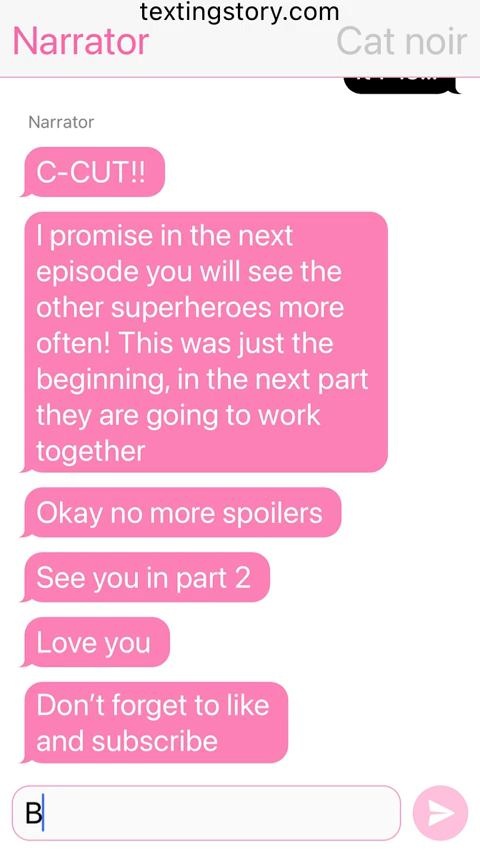 textingstory.com
Narrator
Cat noir
Narrator
C-CUT!!
I promise in the next
episode you will see the
other superheroes more
often! This was just the
beginning, in the next part
they are going to work
together
Okay no more spoilers
See you in part 2
Love you
Don’t forget to like
and subscribe
B